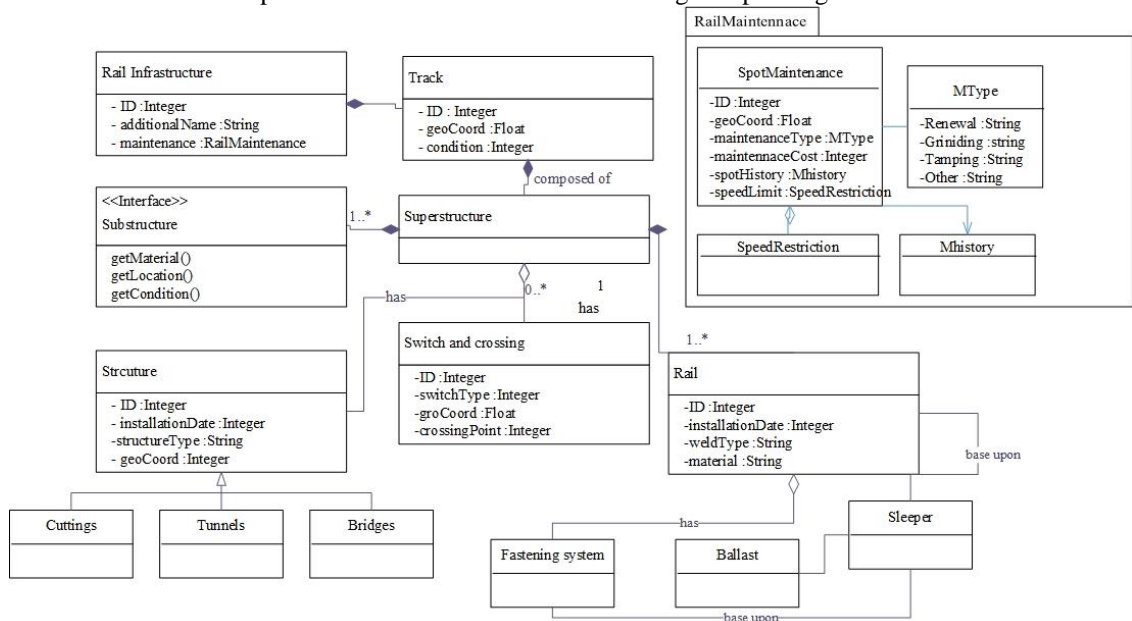 RailMaintennace
Rail Infrastructure
- ID :Integer
- additionalName :String
- maintenance :RailMaintenance
Track
- ID :Integer
- geoCoord :Float
- condition :Integer
SpotMaintenance
-ID :Integer
-geoCoord :Float
-maintenanceType :MType
-maintennaceCost :Integer
-spotHistory :Mhistory
-speedLimit :SpeedRestriction
MType
-Renewal :String
-Griniding :string
-Tamping :String
-Other :String
composed of
<<Interface>>
Substructure
getMaterial()
getLocation()
getCondition()
1..*
Superstructure
SpeedRestriction
Mhistory
has
0..*
1
has
1..*
Strcuture
- ID :Integer
- installationDate :Integer
-structureType :String
- geoCoord :Integer
Switch and crossing
-ID :Integer
-switchType :Integer
-groCoord :Float
-crossingPoint :Integer
Rail
-ID :Integer
-installationDate :Integer
-weldType :String
-material :String
base upon
Cuttings
Tunnels
Bridges
has
Fastening system
Ballast
Sleeper
base upon